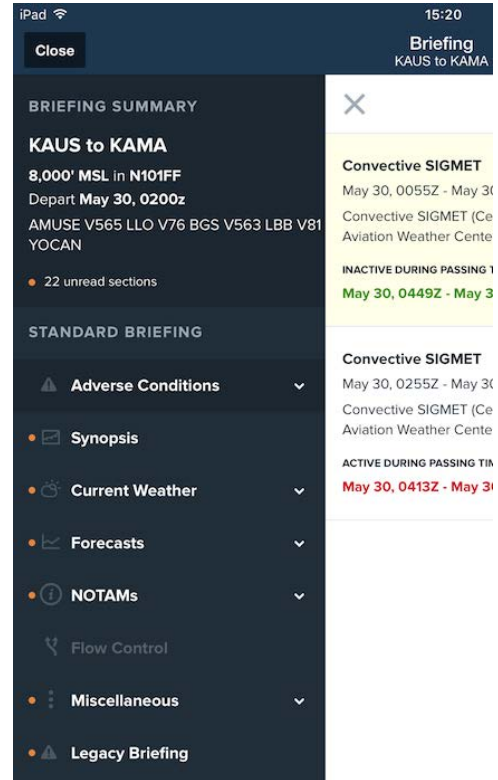 iPad
15:20
Close
Briefing
KAUS to KAMA
BRIEFING SUMMARY
KAUS to KAMA
8,000' MSL in N101FF
Depart May 30, 0200z
AMUSE V565 LLO V76 BGS V563 LBB V81
YOCAN
22 unread sections
STANDARD BRIEFING
Adverse Conditions
Synopsis
Current Weather
Forecasts
NOTAMs
Flow Control
Miscellaneous
Legacy Briefing
Convective SIGMET
May 30, 0055Z - May 30
Convective SIGMET (Ce
Aviation Weather Cente
INACTIVE DURING PASSING T
May 30, 0449Z - May 3
Convective SIGMET
May 30, 0255Z - May 30
Convective SIGMET (Ce
Aviation Weather Cente
ACTIVE DURING PASSING TIM
May 30, 0413Z - May 30